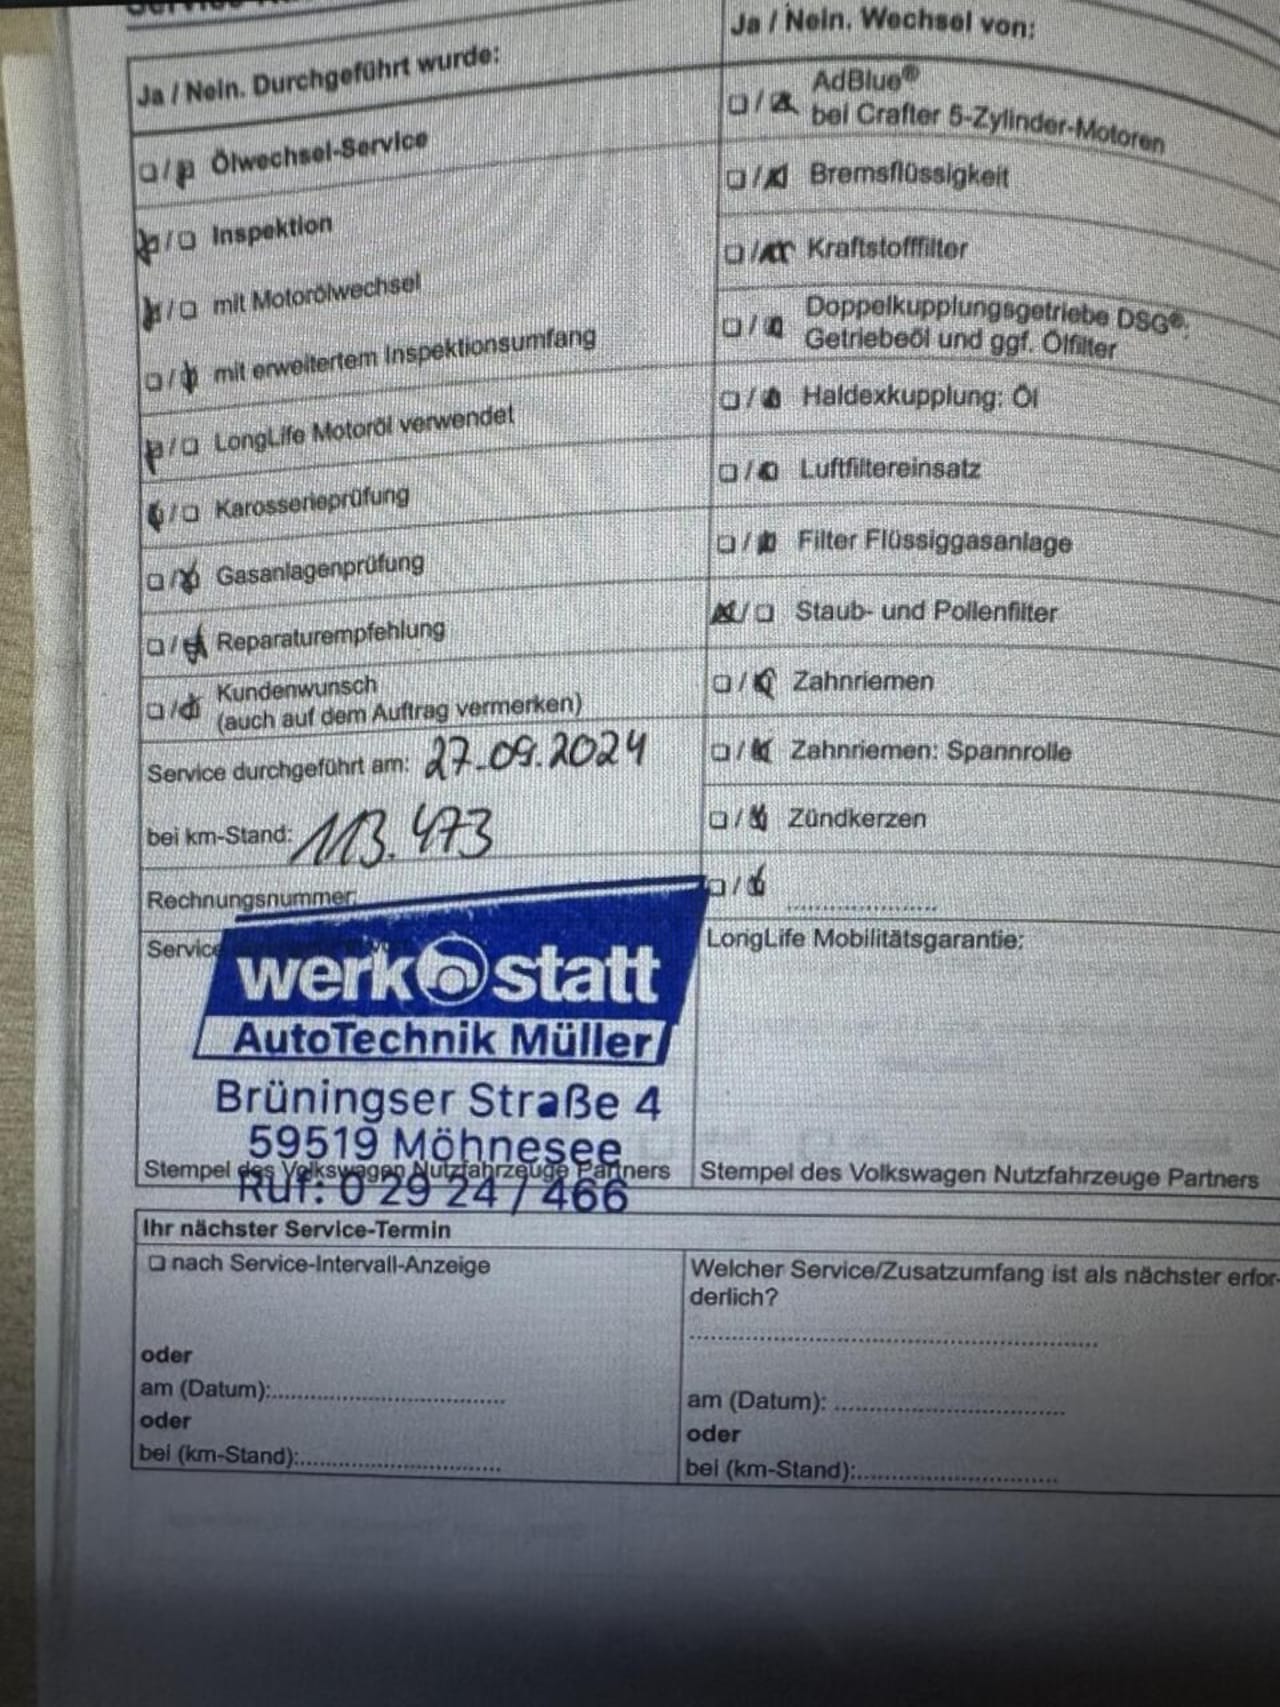 Ja / Nein. Durchgeführt wurde:
❏ / ❏ Ölwechsel-Service
❏ / ❏ Inspektion
❏ / ❏ mit Motorölwechsel
❏ / ❏ mit erweitertem Inspektionsumfang
❏ / ❏ LongLife Motoröl verwendet
❏ / ❏ Karosserieprüfung
❏ / ❏ Gasanlagenprüfung
❏ / ❏ Reparaturempfehlung
❏ / ❏ Kundenwunsch
(auch auf dem Auftrag vermerken)
Service durchgeführt am: 27.09.2024
bei km-Stand: 113.473
Rechnungsnummer:
Service
werkstatt
AutoTechnik Müller
Brüningser Straße 4
59519 Möhnesee
Stempel des Volkswagen Nutzfahrzeuge Partners
Ruf: 0 29 24 / 466
Ja / Nein. Wechsel von:
❏ / ❏ AdBlue®
bei Crafter 5-Zylinder-Motoren
❏ / ❏ Bremsflüssigkeit
❏ / ❏ Kraftstofffilter
❏ / ❏ Doppelkupplungsgetriebe DSG®:
Getriebeöl und ggf. Ölfilter
❏ / ❏ Haldexkupplung: Öl
❏ / ❏ Luftfiltereinsatz
❏ / ❏ Filter Flüssiggasanlage
❏ / ❏ Staub- und Pollenfilter
❏ / ❏ Zahnriemen
❏ / ❏ Zahnriemen: Spannrolle
❏ / ❏ Zündkerzen
❏ / ❏ ......................
LongLife Mobilitätsgarantie:
Stempel des Volkswagen Nutzfahrzeuge Partners
Ihr nächster Service-Termin
❏ nach Service-Intervall-Anzeige
oder
am (Datum):..............................
oder
bei (km-Stand):..........................
Welcher Service/Zusatzumfang ist als nächster erfor-
derlich?
....................................................
am (Datum): .............................
oder
bei (km-Stand):..........................